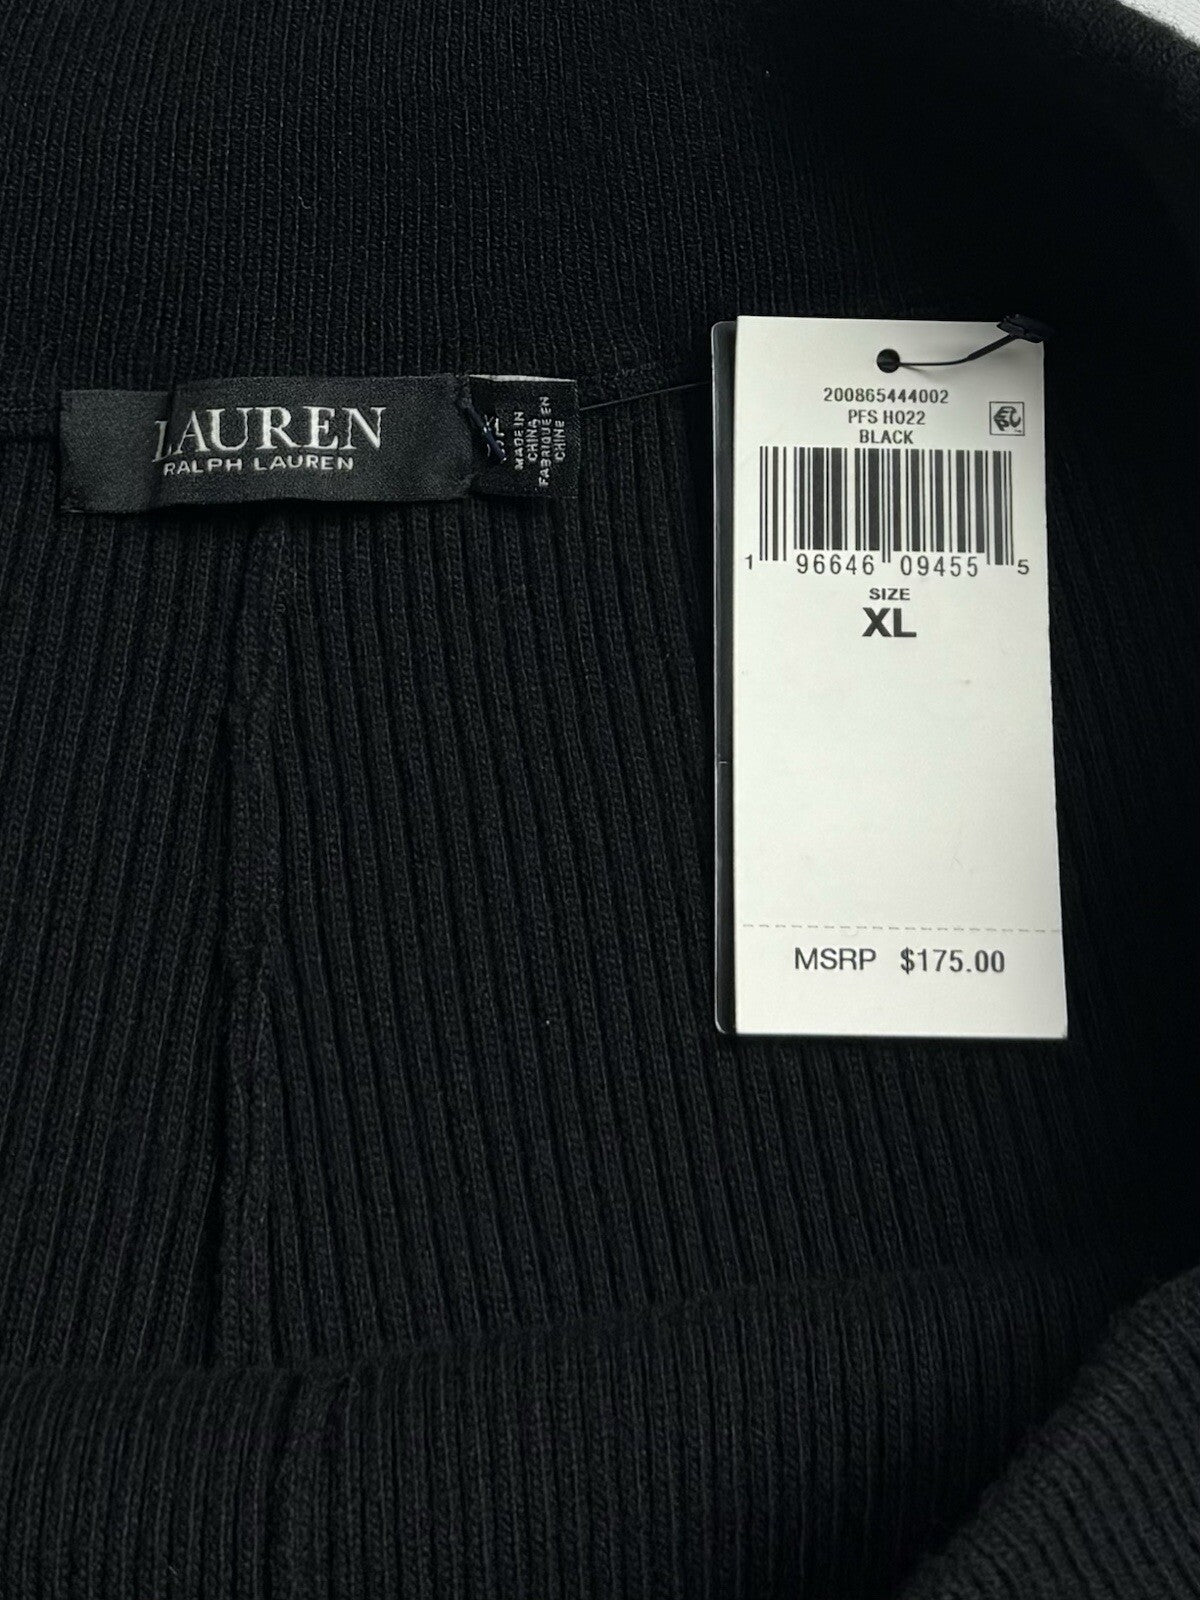 LAUREN
RALPH LAUREN
XL
MADE IN
CHINA
FABRIQUE EN
CHINE
200865444002
PFS H022
BLACK
1 96646 09455 5
SIZE
XL
MSRP $175.00